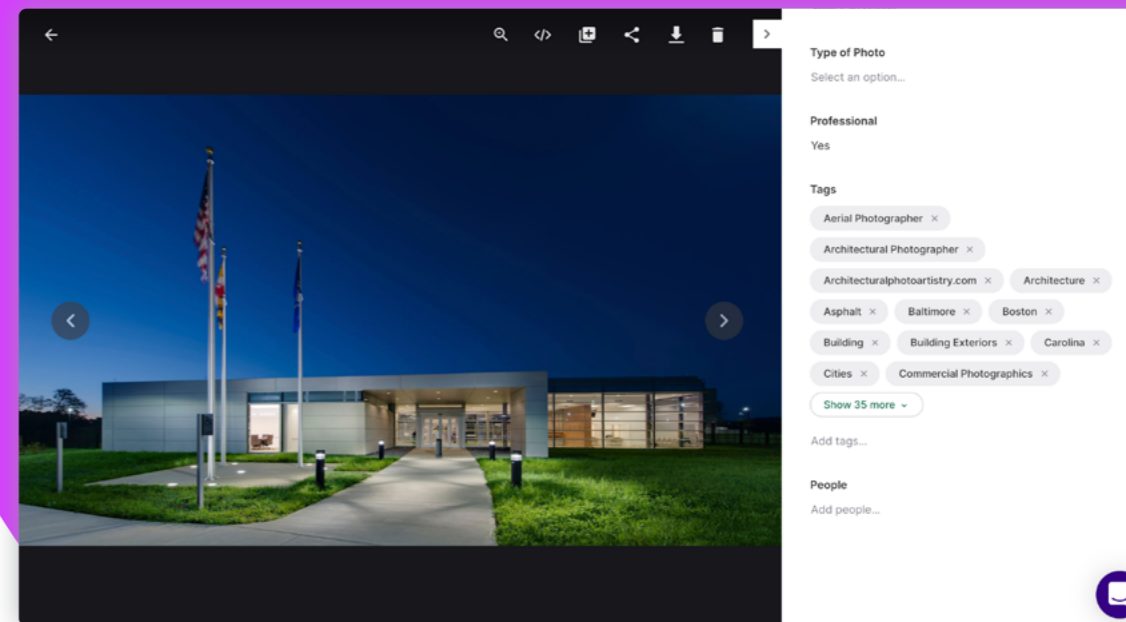 Type of Photo
Select an option...
Professional
Yes
Tags
Aerial Photographer ×
Architectural Photographer ×
Architecturalphotoartistry.com × Architecture ×
Asphalt × Baltimore × Boston ×
Building × Building Exteriors × Carolina ×
Cities × Commercial Photographics ×
Show 35 more
Add tags...
People
Add people...